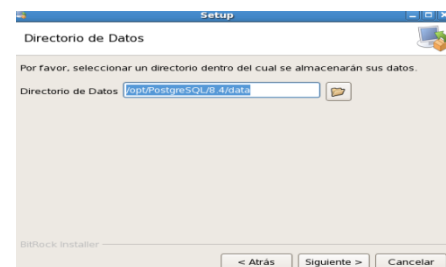 Setup
Directorio de Datos
Por favor, seleccionar un directorio dentro del cual se almacenarán sus datos.
Directorio de Datos /opt/PostgreSQL/8.4/data
BitRock Installer
< Atrás Siguiente > Cancelar